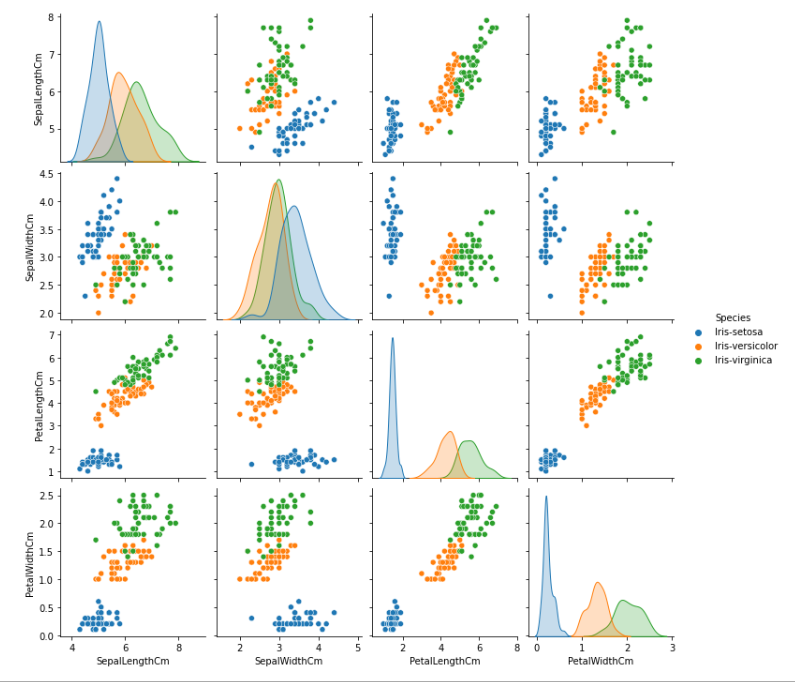 8
7
6
5
SepalLengthCm
4.5
4.0
3.5
3.0
2.5
2.0
SepalWidthCm
Species
Iris-setosa
Iris-versicolor
Iris-virginica
7
6
5
4
3
2
1
PetalLengthCm
2.5
2.0
1.5
1.0
0.5
0.0
PetalWidthCm
4 6 8 2 3 4 5 2 4 6 8 0 1 2 3
SepalLengthCm SepalWidthCm PetalLengthCm PetalWidthCm